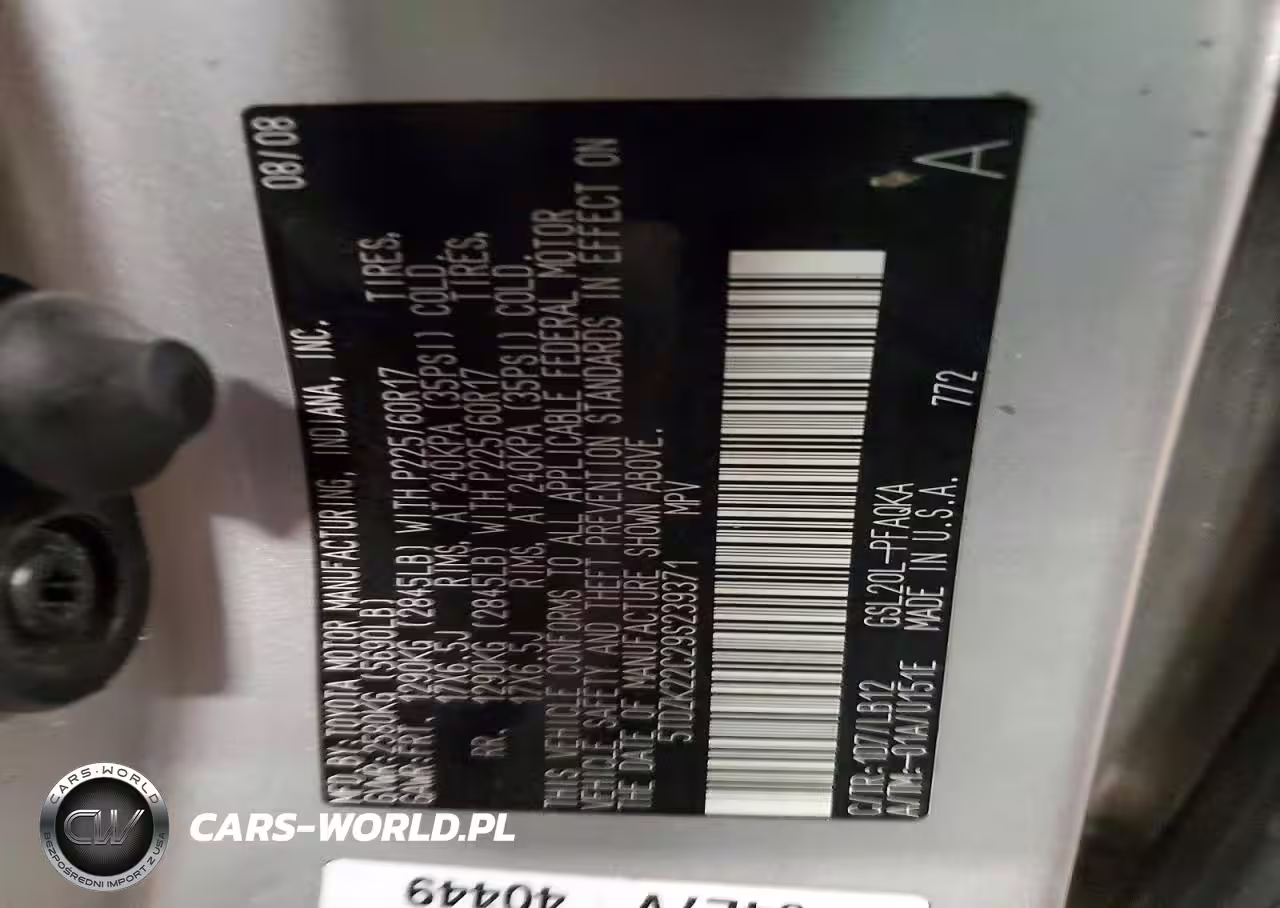 MFD. BY: TOYOTA MOTOR MANUFACTURING, INDIANA, INC. 08/08
GVWR: 2580KG (5690LB)
GAWR: FR. 1290KG (2845LB) WITH P225/60R17 TIRES,
17X6.5J RIMS, AT 240KPA (35PSI) COLD.
RR. 1290KG (2845LB) WITH P225/60R17 TIRES,
17X6.5J RIMS, AT 240KPA (35PSI) COLD.
THIS VEHICLE CONFORMS TO ALL APPLICABLE FEDERAL MOTOR
VEHICLE SAFETY AND THEFT PREVENTION STANDARDS IN EFFECT ON
THE DATE OF MANUFACTURE SHOWN ABOVE.
5TDZK22C29S239371 MPV
C/TR: 1D7/LB12 GSL20L-PFAQKA
A/TM: -01A/U151E MADE IN U.S.A. 772
A
40449
CARS-WORLD
CW
BEZPOŚREDNI IMPORT Z USA
CARS-WORLD.PL